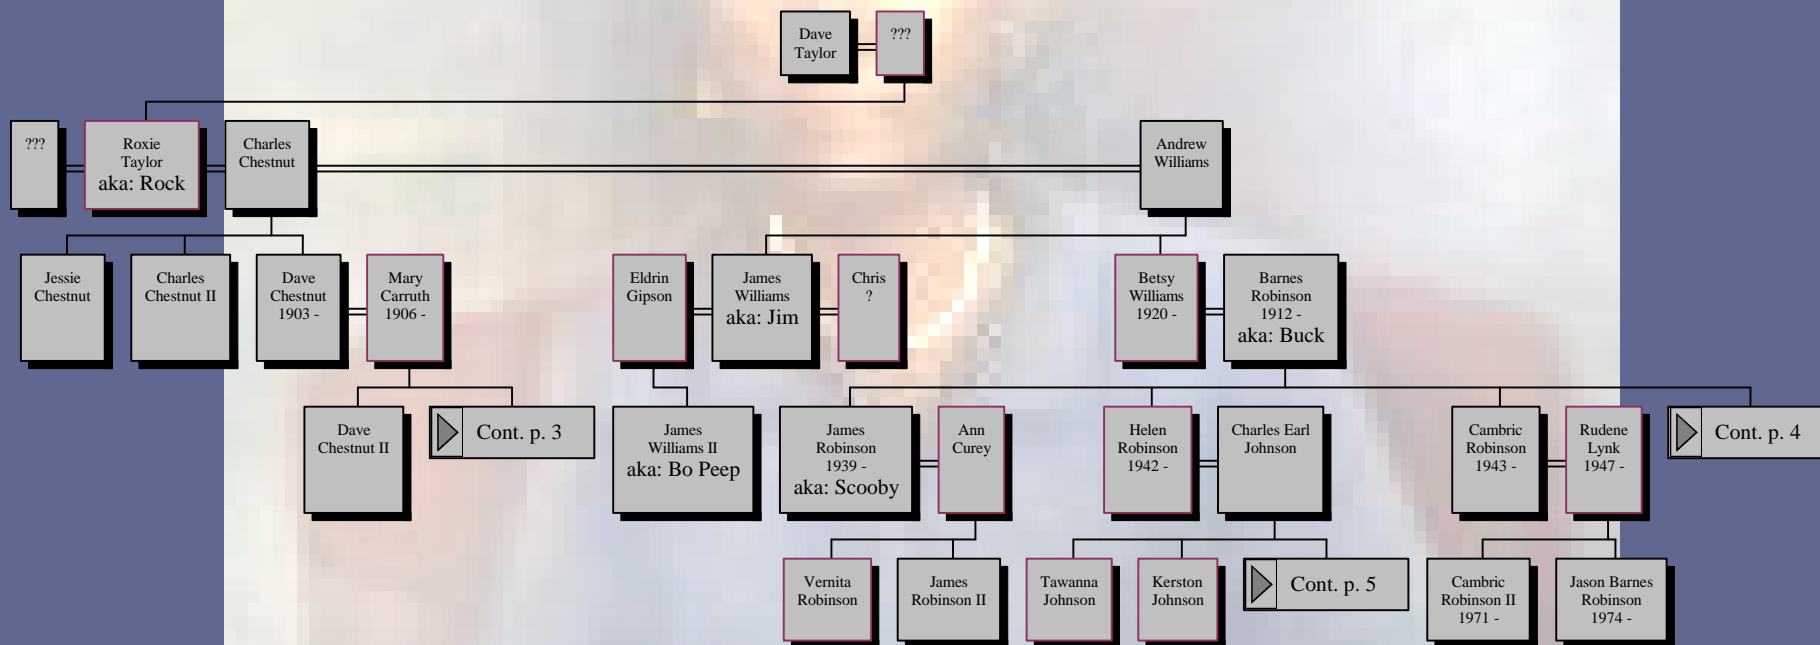 Dave
Taylor
???
???
Roxie
Taylor
aka: Rock
Charles
Chestnut
Andrew
Williams
Jessie
Chestnut
Charles
Chestnut II
Dave
Chestnut
1903 -
Mary
Carruth
1906 -
Eldrin
Gipson
James
Williams
aka: Jim
Chris
?
Betsy
Williams
1920 -
Barnes
Robinson
1912 -
aka: Buck
Dave
Chestnut II
Cont. p. 3
James
Williams II
aka: Bo Peep
James
Robinson
1939 -
aka: Scooby
Ann
Curey
Helen
Robinson
1942 -
Charles Earl
Johnson
Cambric
Robinson
1943 -
Rudene
Lynk
1947 -
Cont. p. 4
Vernita
Robinson
James
Robinson II
Tawanna
Johnson
Kerston
Johnson
Cont. p. 5
Cambric
Robinson II
1971 -
Jason Barnes
Robinson
1974 -